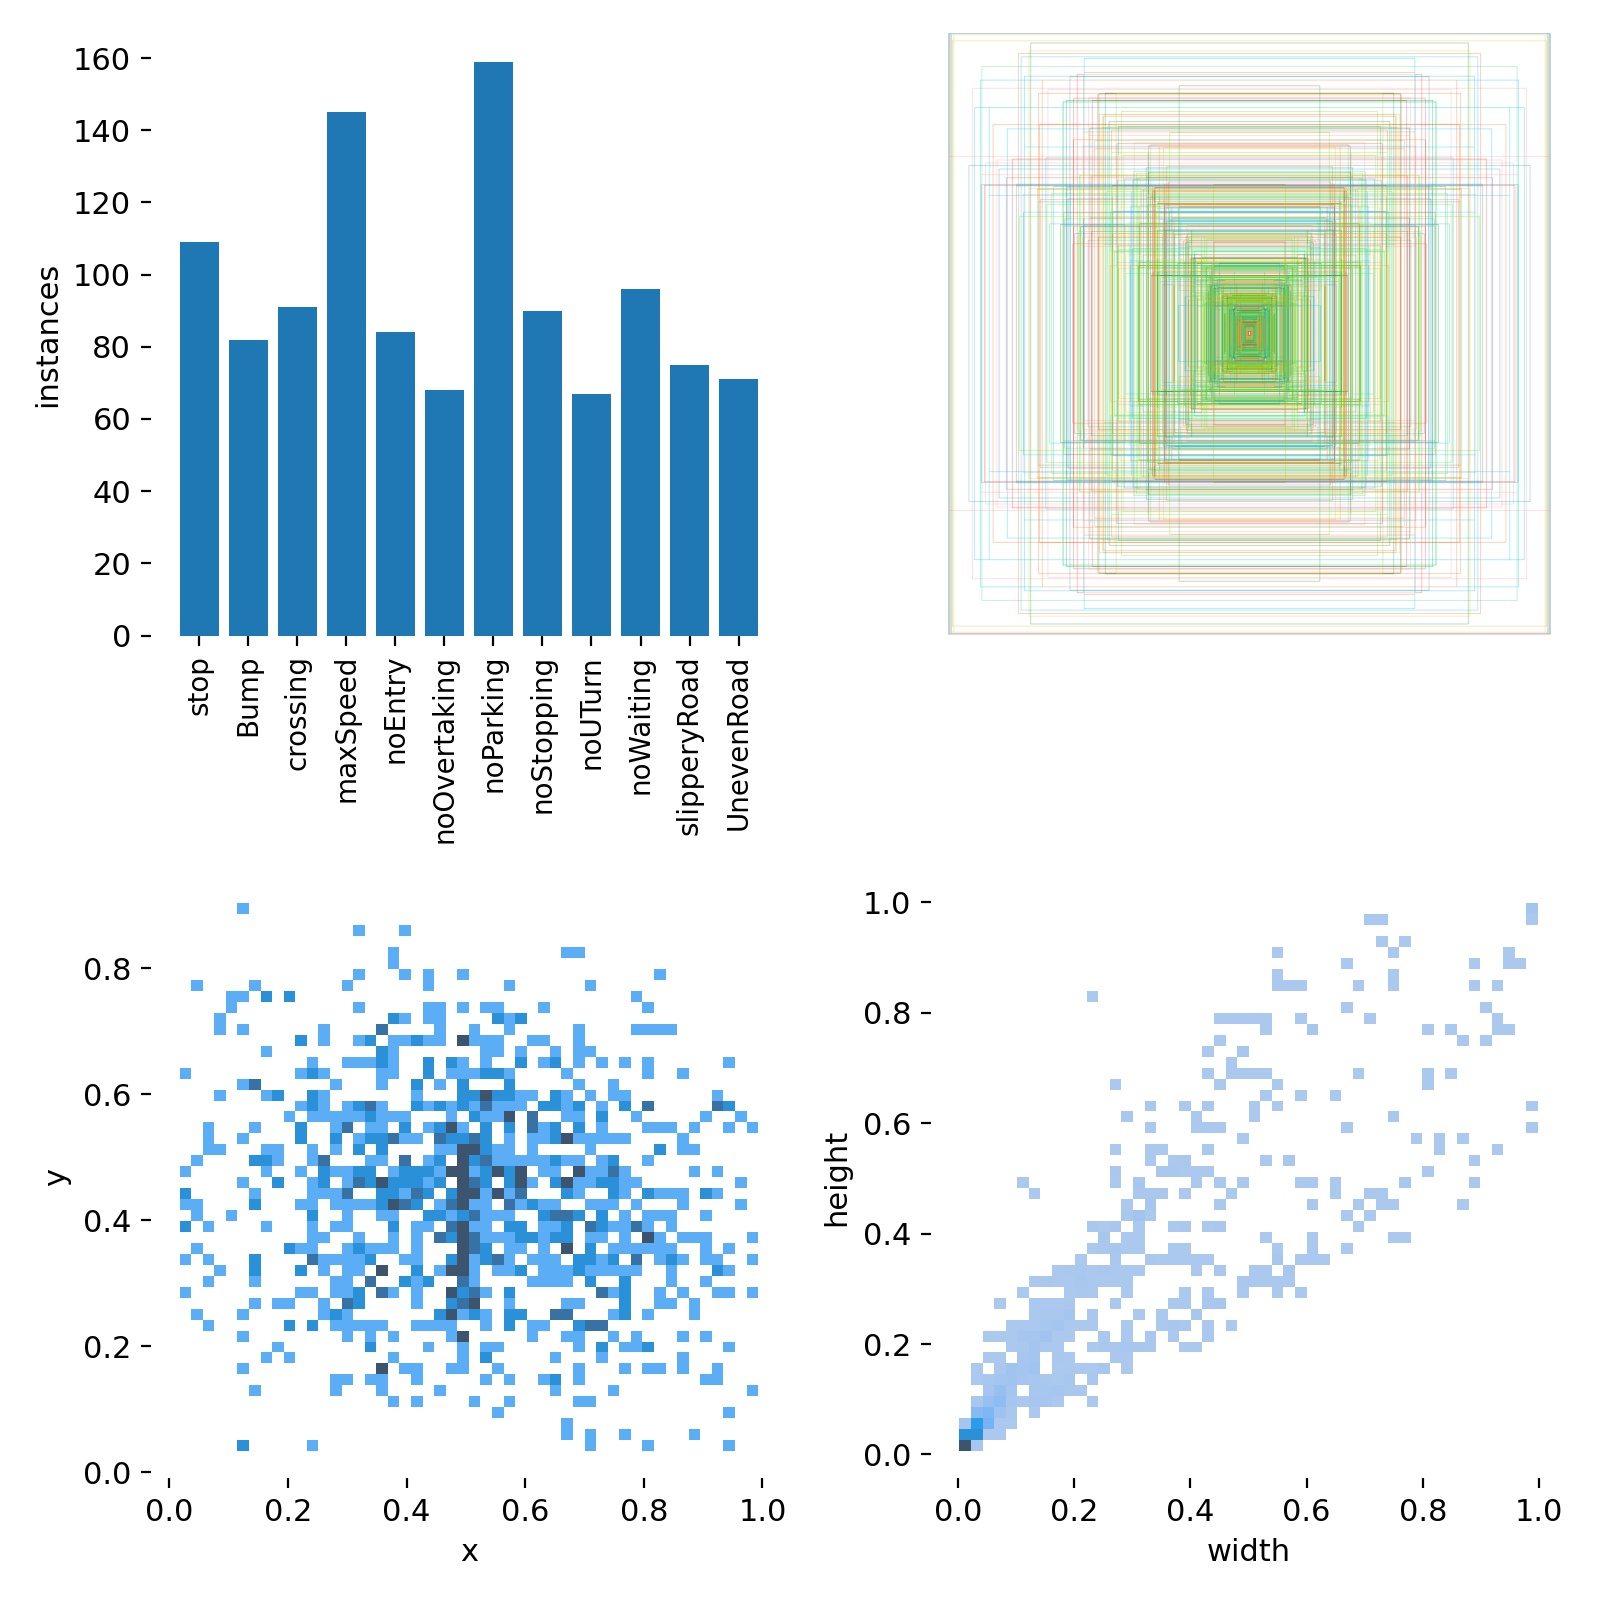 160
140
120
100
80
60
40
20
0
instances
stop
Bump
crossing
maxSpeed
noEntry
noOvertaking
noParking
noStopping
noUTurn
noWaiting
slipperyRoad
UnevenRoad
0.8
0.6
0.4
0.2
0.0
y
0.0 0.2 0.4 0.6 0.8 1.0
x
1.0
0.8
0.6
0.4
0.2
0.0
height
0.0 0.2 0.4 0.6 0.8 1.0
width